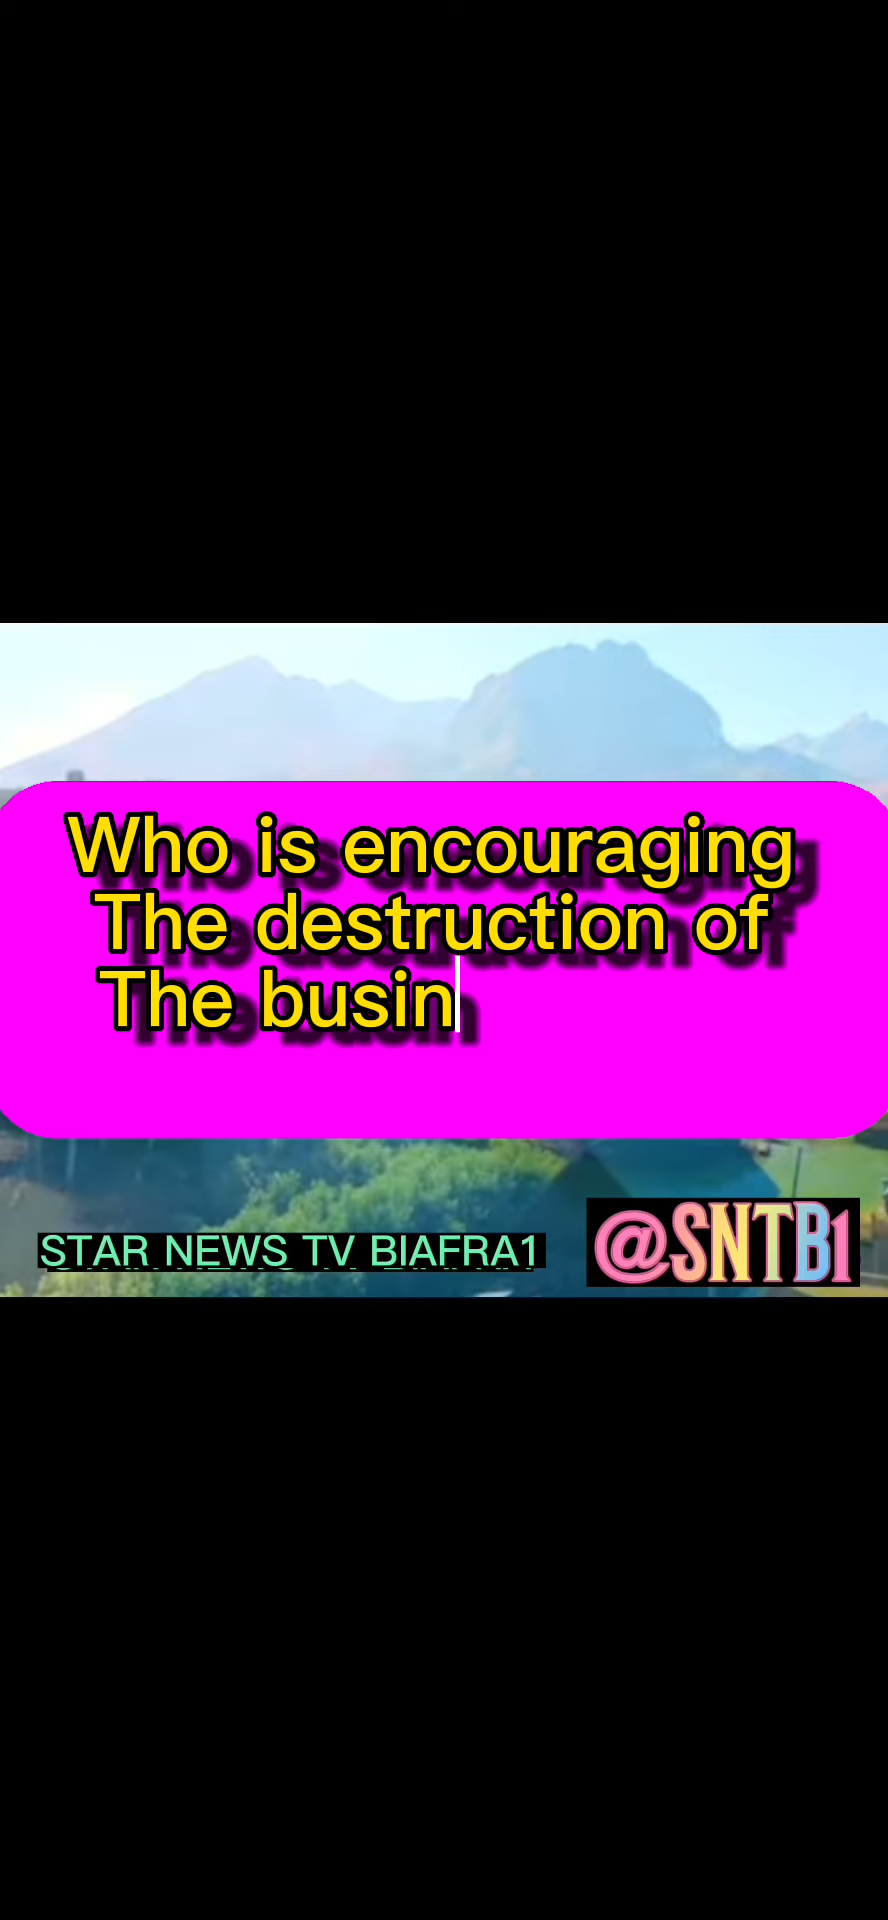 Who is encouraging
The destruction of
The busin
STAR NEWS TV BIAFRA1
@SNTB1